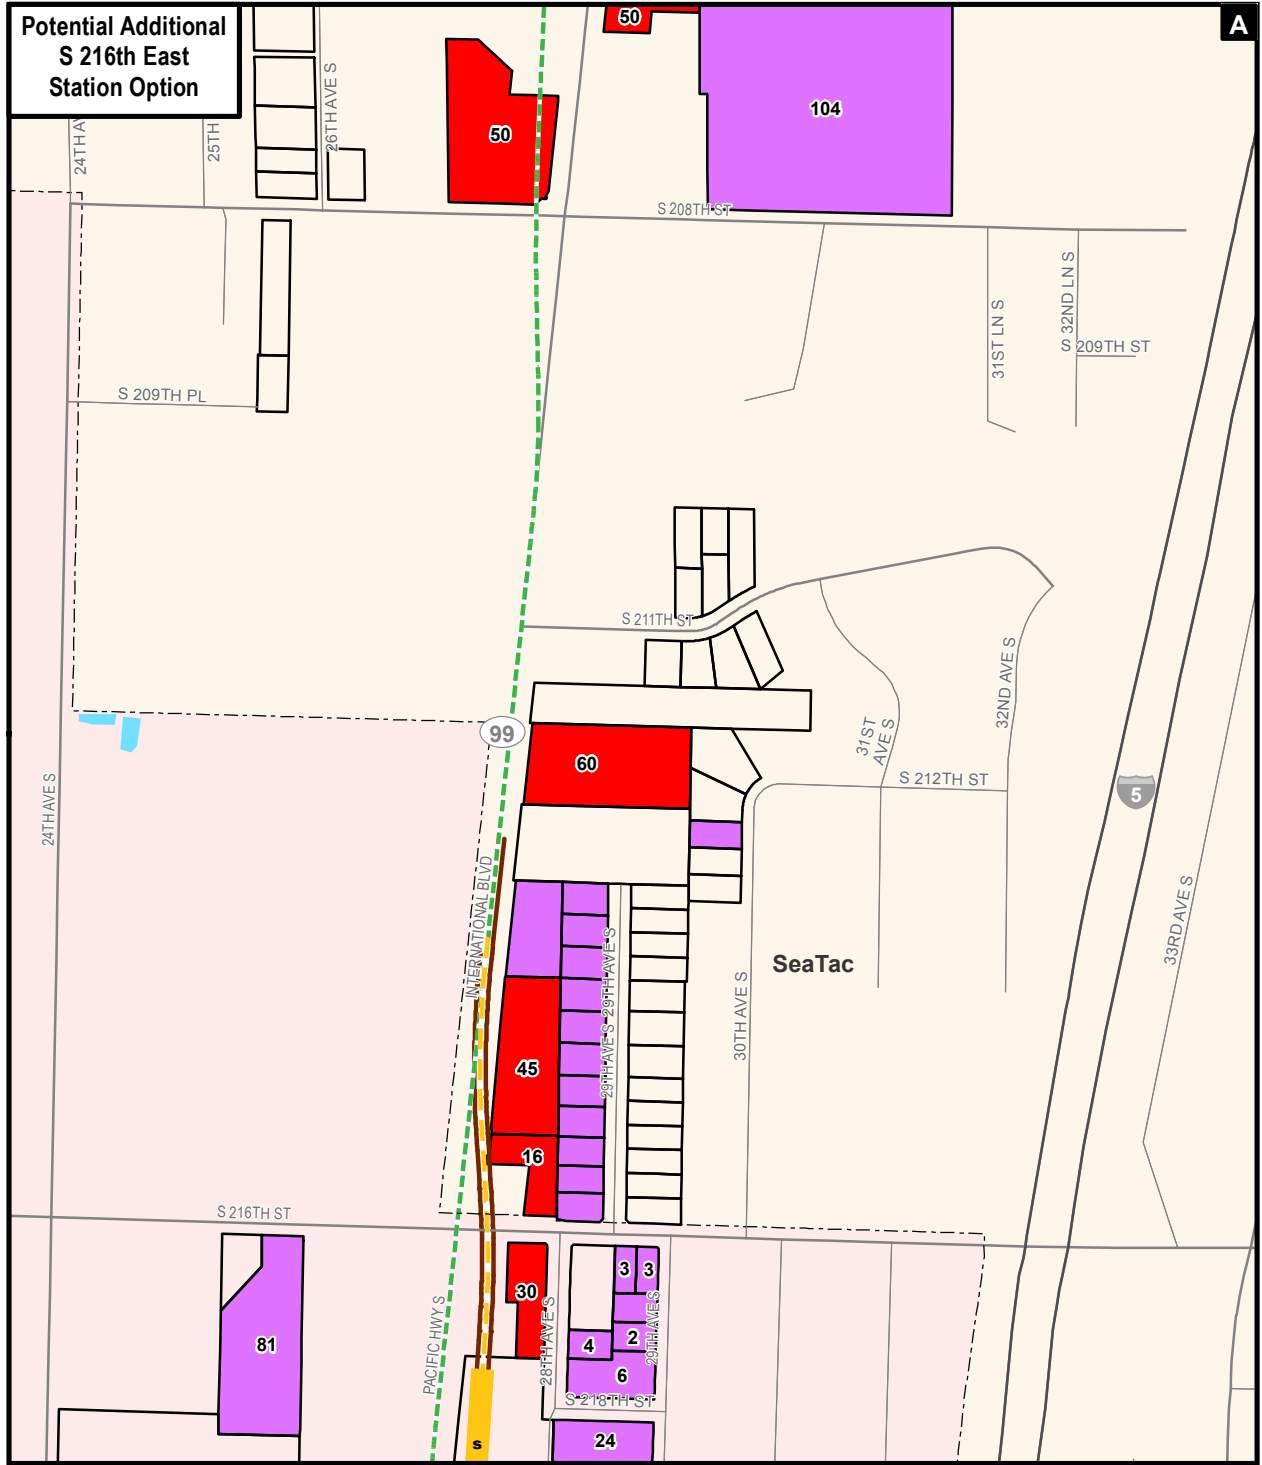 Potential Additional
S 216th East
Station Option
A
50
50
104
24TH AV
25TH
26TH AVE S
S 208TH ST
31ST LN S
32ND LN S
S 209TH ST
S 209TH PL
S 211TH ST
99
60
31ST
AVE S
32ND AVE S
S 212TH ST
5
24TH AVE S
INTERNATIONAL BLVD
29TH AVE S
29TH AVE S
SeaTac
33RD AVE S
30TH AVE S
45
16
S 216TH ST
30
3
3
2
4
6
81
PACIFIC HWY S
28TH AVE S
29TH AVE S
S 218TH ST
24
s